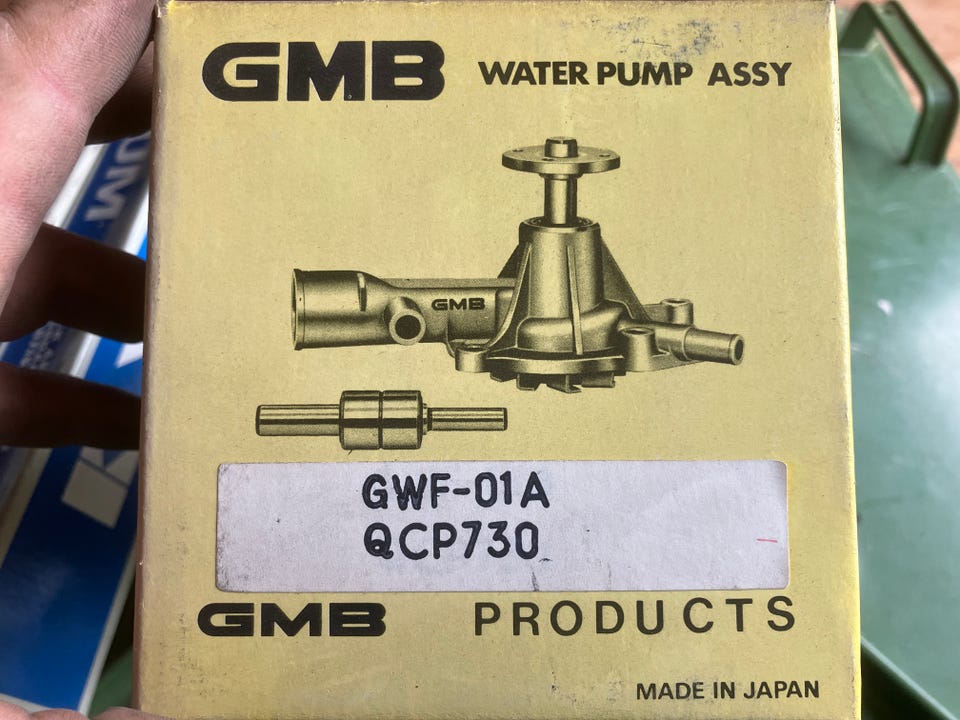 GMB WATER PUMP ASSY
GMB
GWF-01A
QCP730
GMB PRODUCTS
MADE IN JAPAN